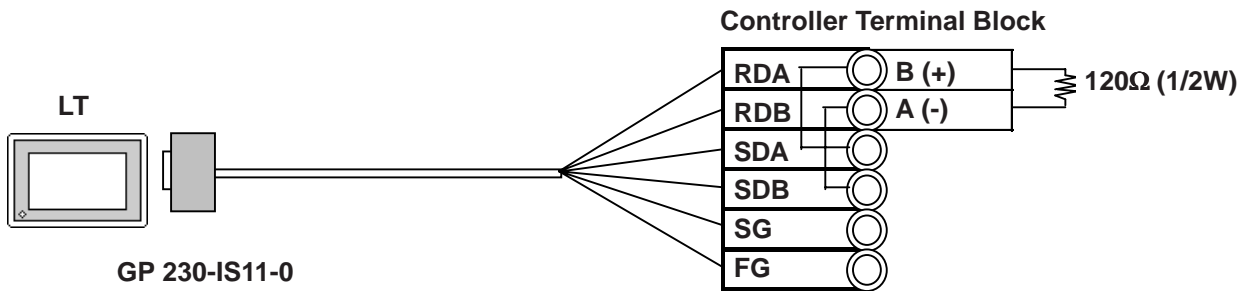 Controller Terminal Block
LT
GP 230-IS11-0
RDA B (+)
RDB A (-)
SDA
SDB
SG
FG
120Ω (1/2W)